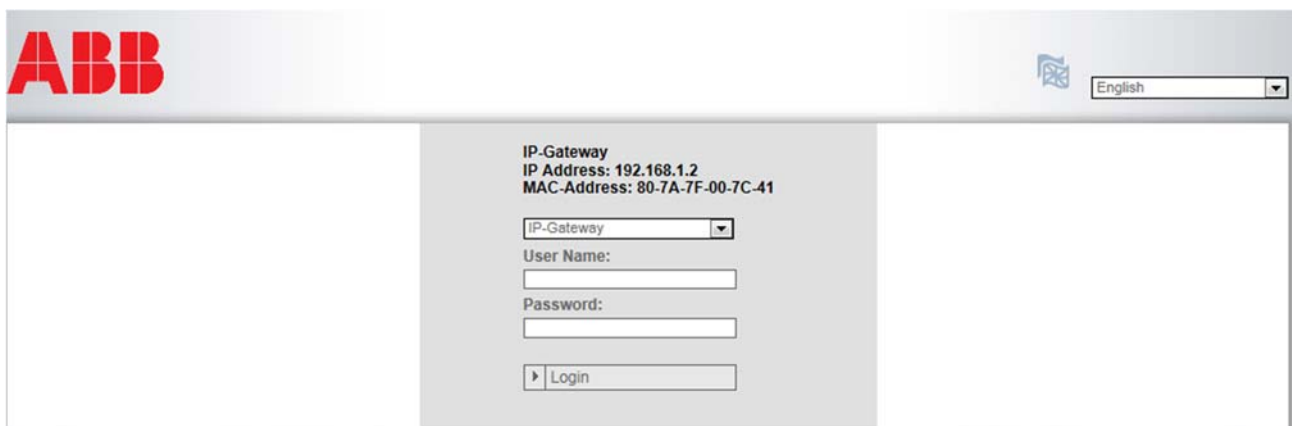 ABB
English
IP-Gateway
IP Address: 192.168.1.2
MAC-Address: 80-7A-7F-00-7C-41
IP-Gateway
User Name:
Password:
Login